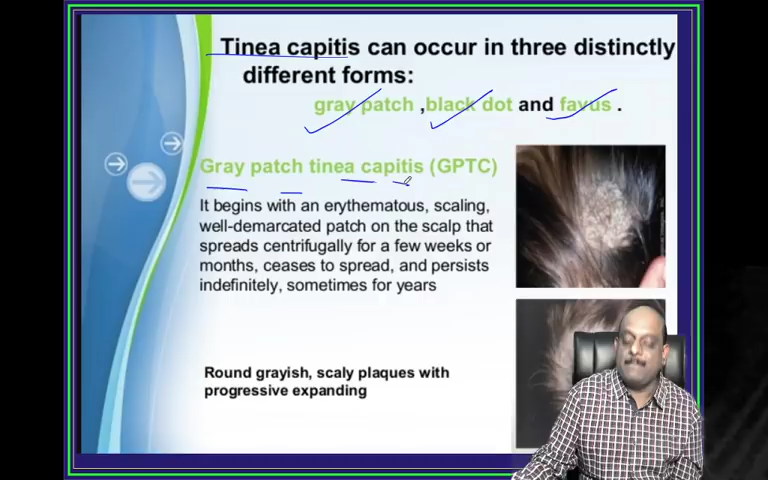 Tinea capitis can occur in three distinctly
different forms:
gray patch ,black dot and favus .
Gray patch tinea capitis (GPTC)
It begins with an erythematous, scaling,
well-demarcated patch on the scalp that
spreads centrifugally for a few weeks or
months, ceases to spread, and persists
indefinitely, sometimes for years
Round grayish, scaly plaques with
progressive expanding